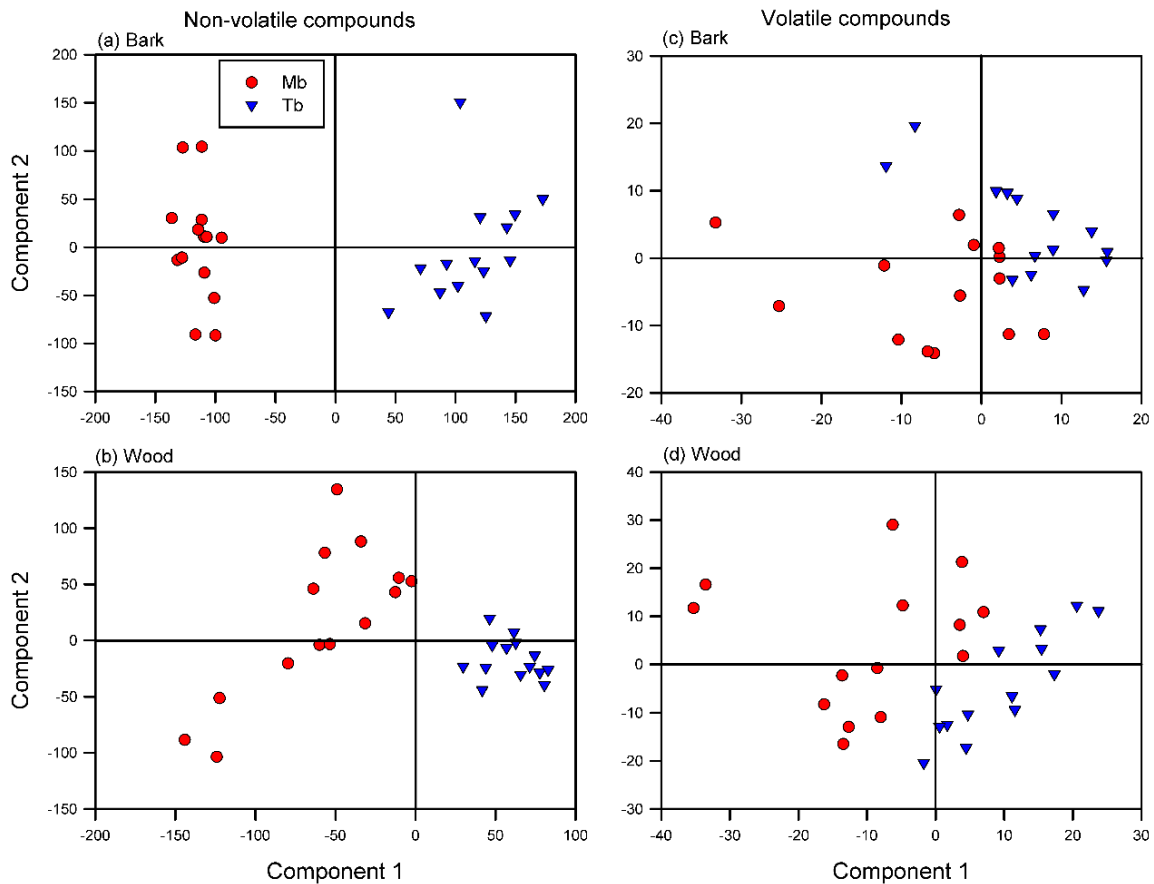 Non-volatile compounds
Volatile compounds
(a) Bark
(c) Bark
Mb
Tb
200
150
100
50
0
-50
-100
-150
-200 -150 -100 -50 0 50 100 150 200
30
20
10
0
-10
-20
-40 -30 -20 -10 0 10 20
Component 2
(b) Wood
(d) Wood
150
100
50
0
-50
-100
-150
-200 -150 -100 -50 0 50 100
40
30
20
10
0
-10
-20
-30
-40 -30 -20 -10 0 10 20 30
Component 2
Component 1
Component 1